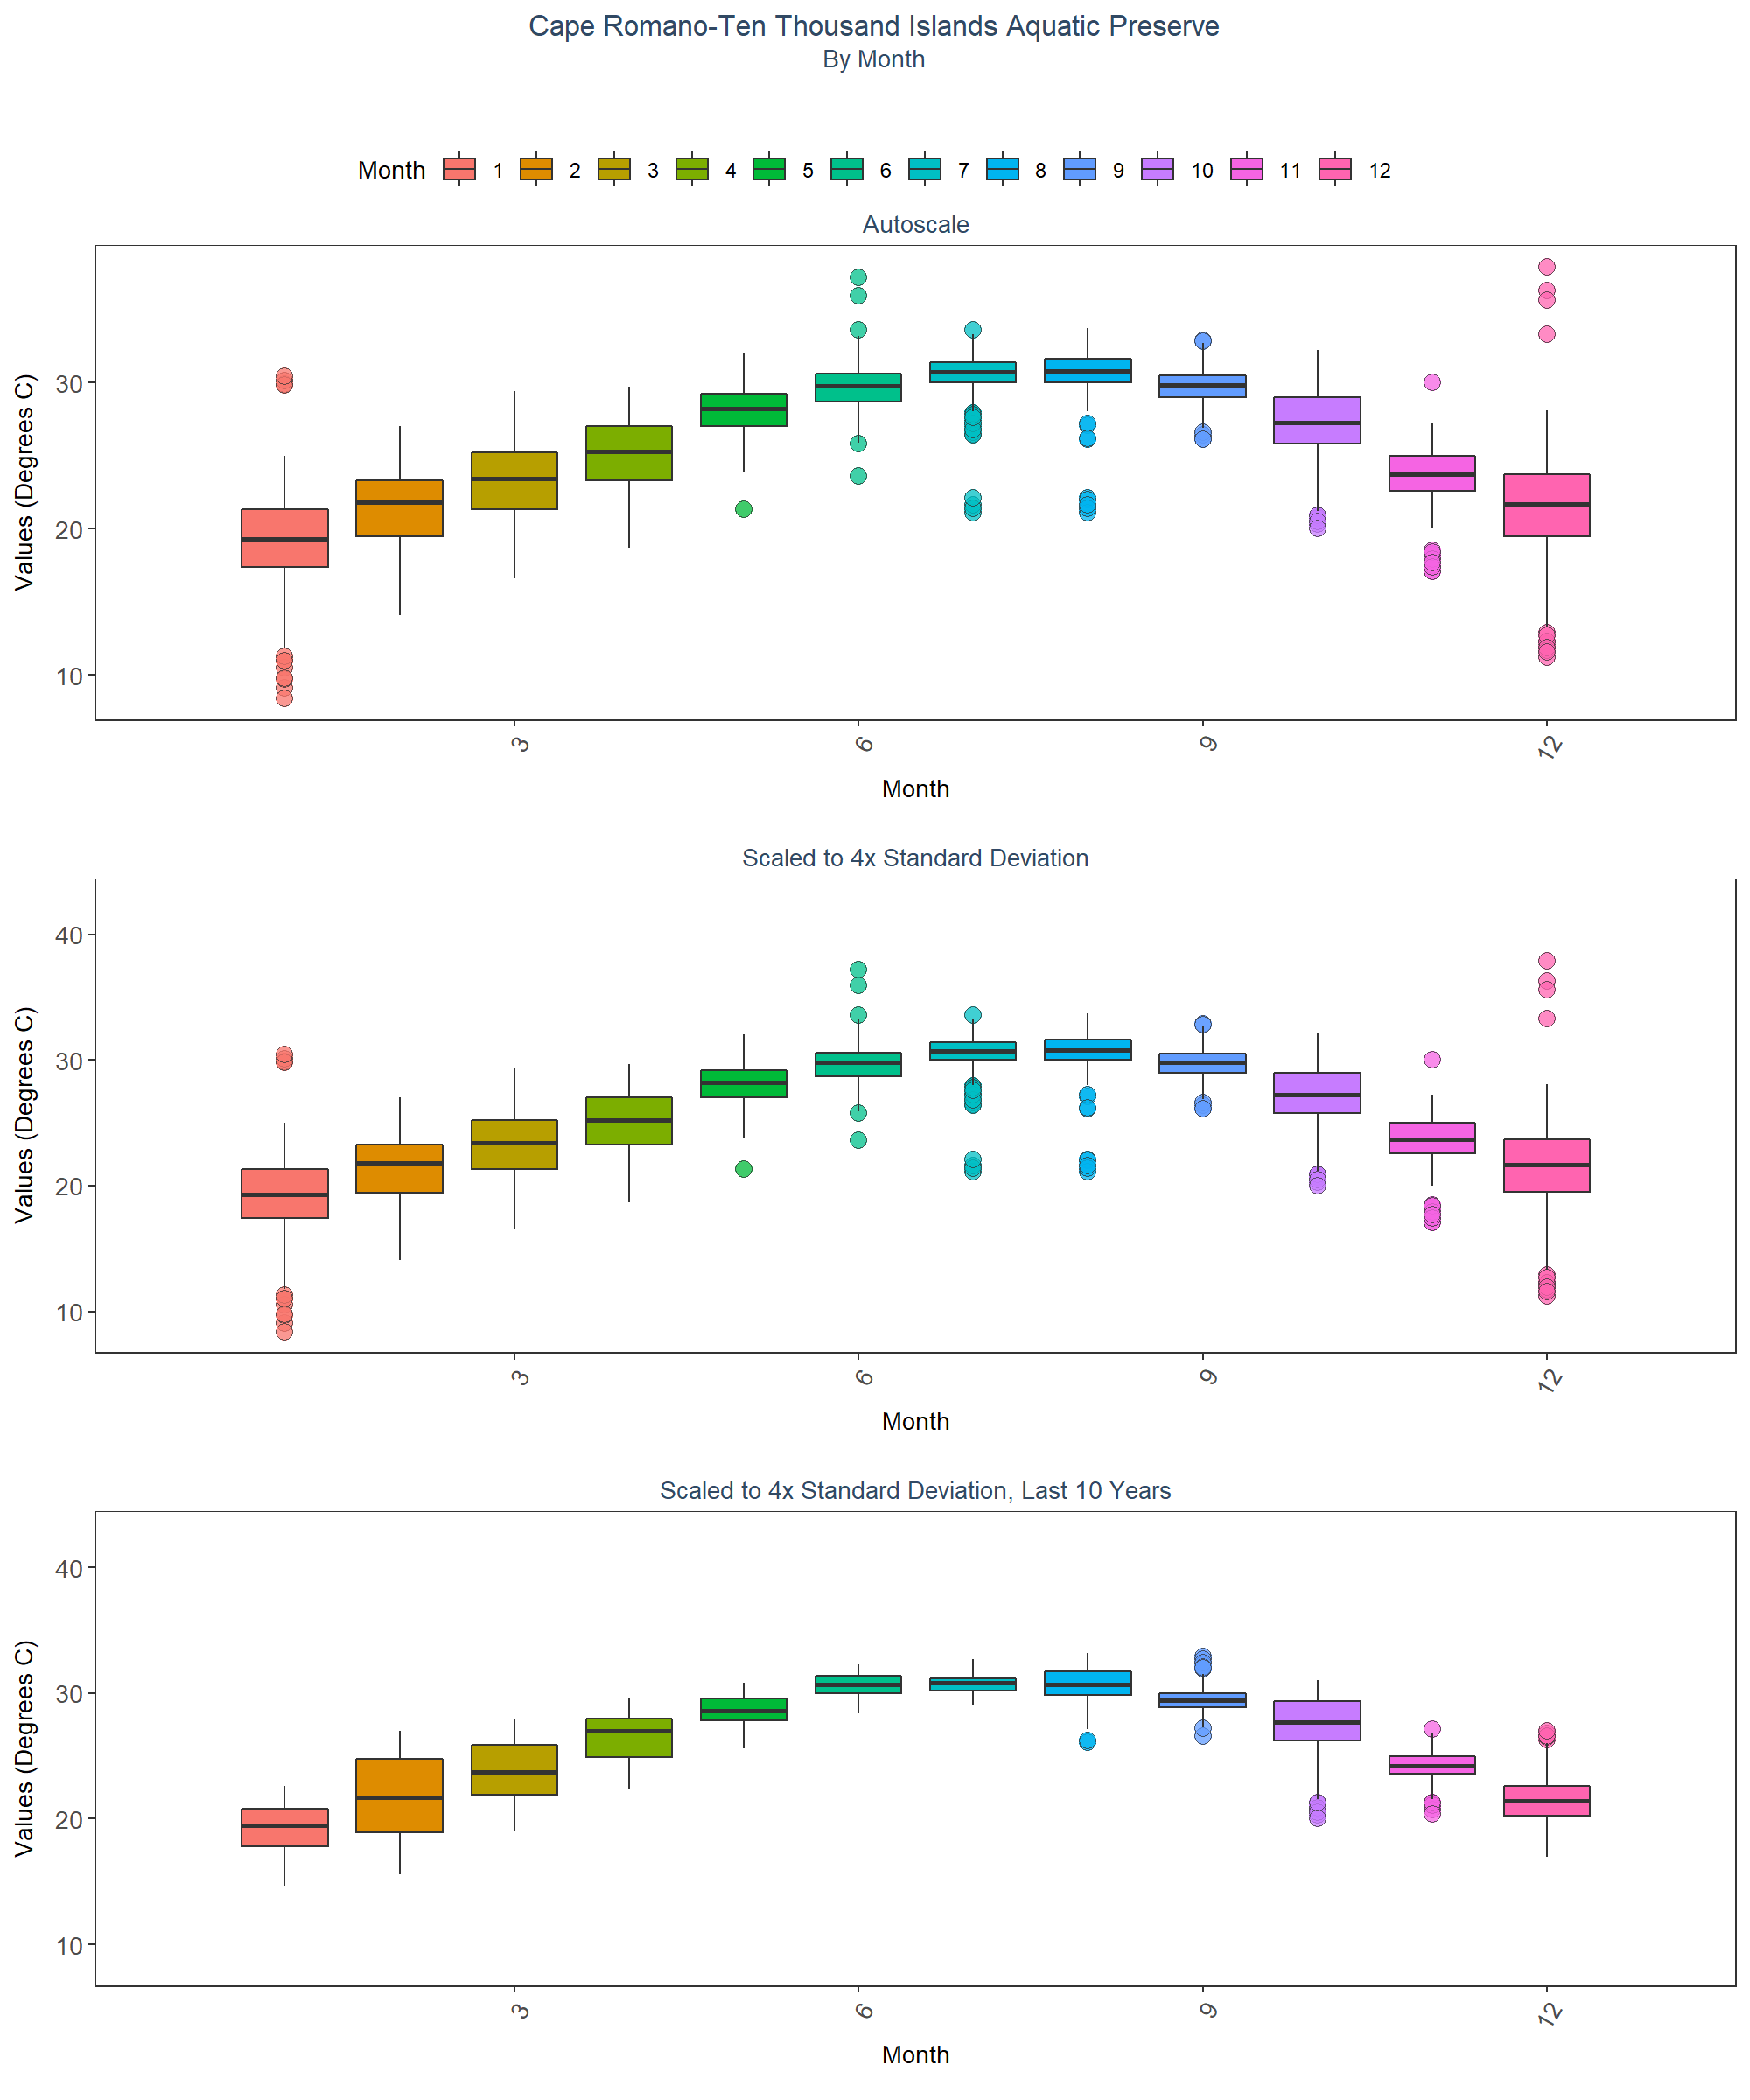 Cape Romano-Ten Thousand Islands Aquatic Preserve
By Month
Month 1 2 3 4 5 6 7 8 9 10 11 12
Autoscale
Values (Degrees C)
30
20
10
3 6 9 12
Month
Scaled to 4x Standard Deviation
Values (Degrees C)
40
30
20
10
3 6 9 12
Month
Scaled to 4x Standard Deviation, Last 10 Years
Values (Degrees C)
40
30
20
10
3 6 9 12
Month